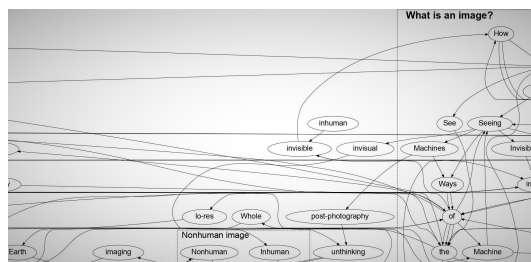 What is an image?
How
inhuman
See
Seeing
invisible
invisual
Machines
Ways
lo-res
Whole
post-photography
of
Nonhuman image
Earth
imaging
Nonhuman
Inhuman
unthinking
the
Machine